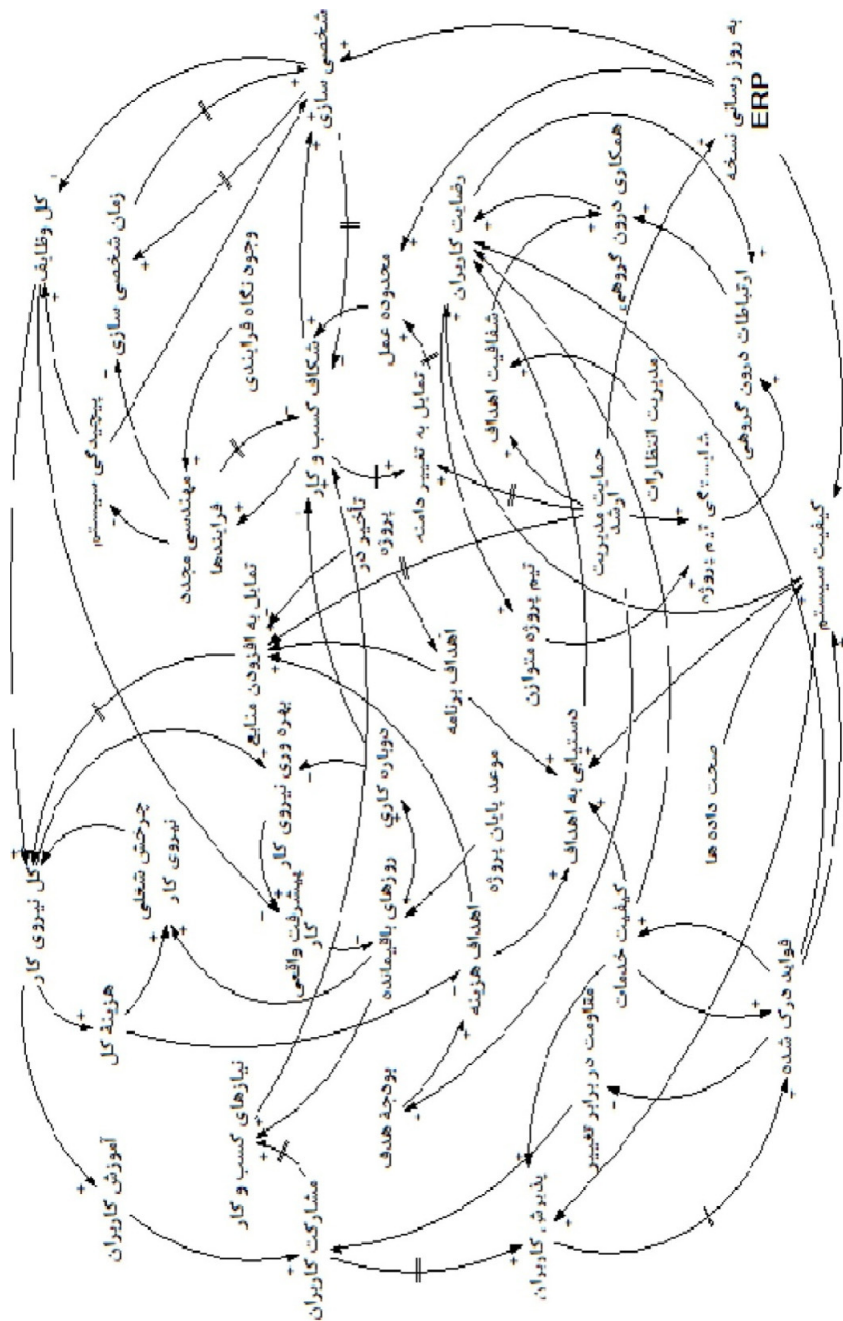 شخصی سازی
به روز رسانی نسخه
ERP
کل وظایف
زمان شخصی سازی
وجود نگاه فرایندی
محدوده عمل
رضایت کاربران
همکاری درون گروهی
پیچیدگی سیستم
مهندسی مجدد
فرایندها
شکاف کسب و کار
تمایل به تغییر دامنه
شفافیت اهداف
مدیریت انتظارات
ارتباطات درون گروهی
تأخیر در
پروژه
حمایت مدیریت
ارشد
شایستگی تیم پروژه
کیفیت سیستم
تمایل به افزودن منابع
اهداف برنامه
تیم پروژه متوازن
بهره وری نیروی کار
دوباره کاری
موعد پایان پروژه
دستیابی به اهداف
صحت داده ها
کل نیروی کار
چرخش شغلی
نیروی کار
پیشرفت واقعی
کار
روزهای باقیمانده
اهداف هزینه
کیفیت خدمات
فواید درک شده
هزینهٔ کل
نیازهای کسب و کار
بودجهٔ هدف
مقاومت در برابر تغییر
آموزش کاربران
مشارکت کاربران
پذیرش کاربران